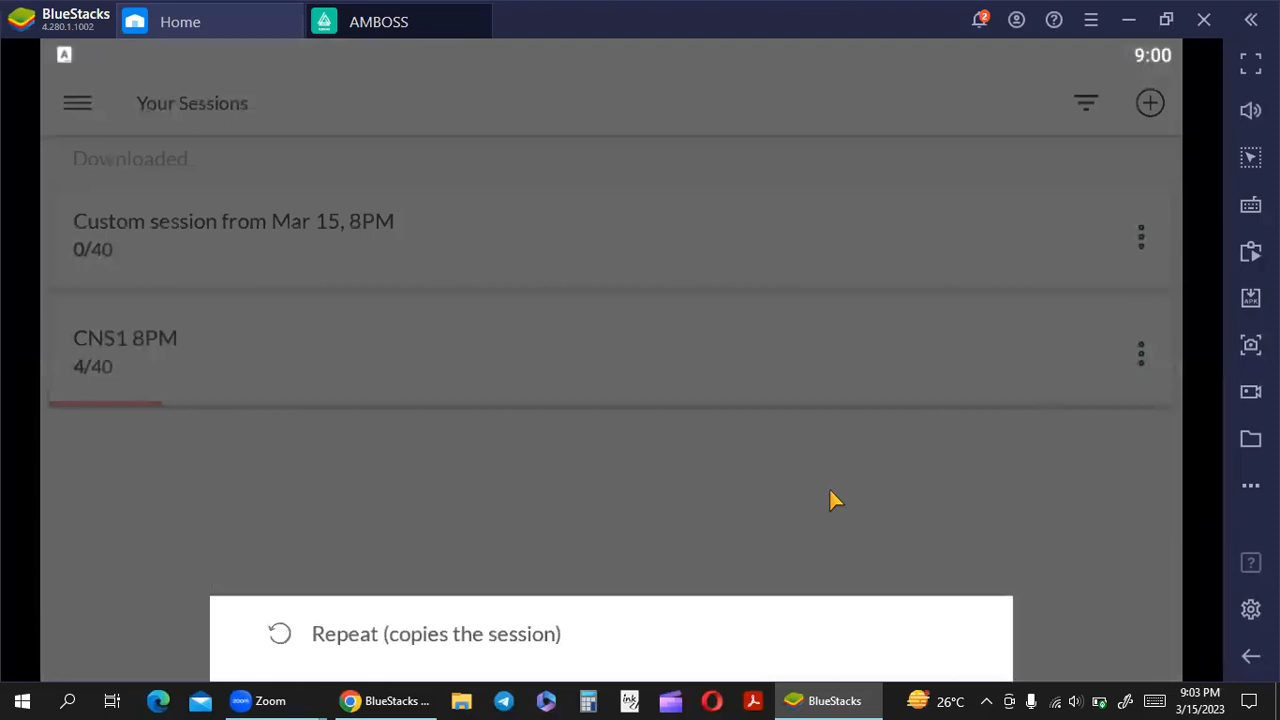 BlueStacks
4.280.1.1002
Home
AMBOSS
2
A
9:00
Your Sessions
Downloaded
Custom session from Mar 15, 8PM
0/40
CNS1 8PM
4/40
Repeat (copies the session)
APK
Zoom
BlueStacks ...
ink
BlueStacks
26°C
9:03 PM
3/15/2023